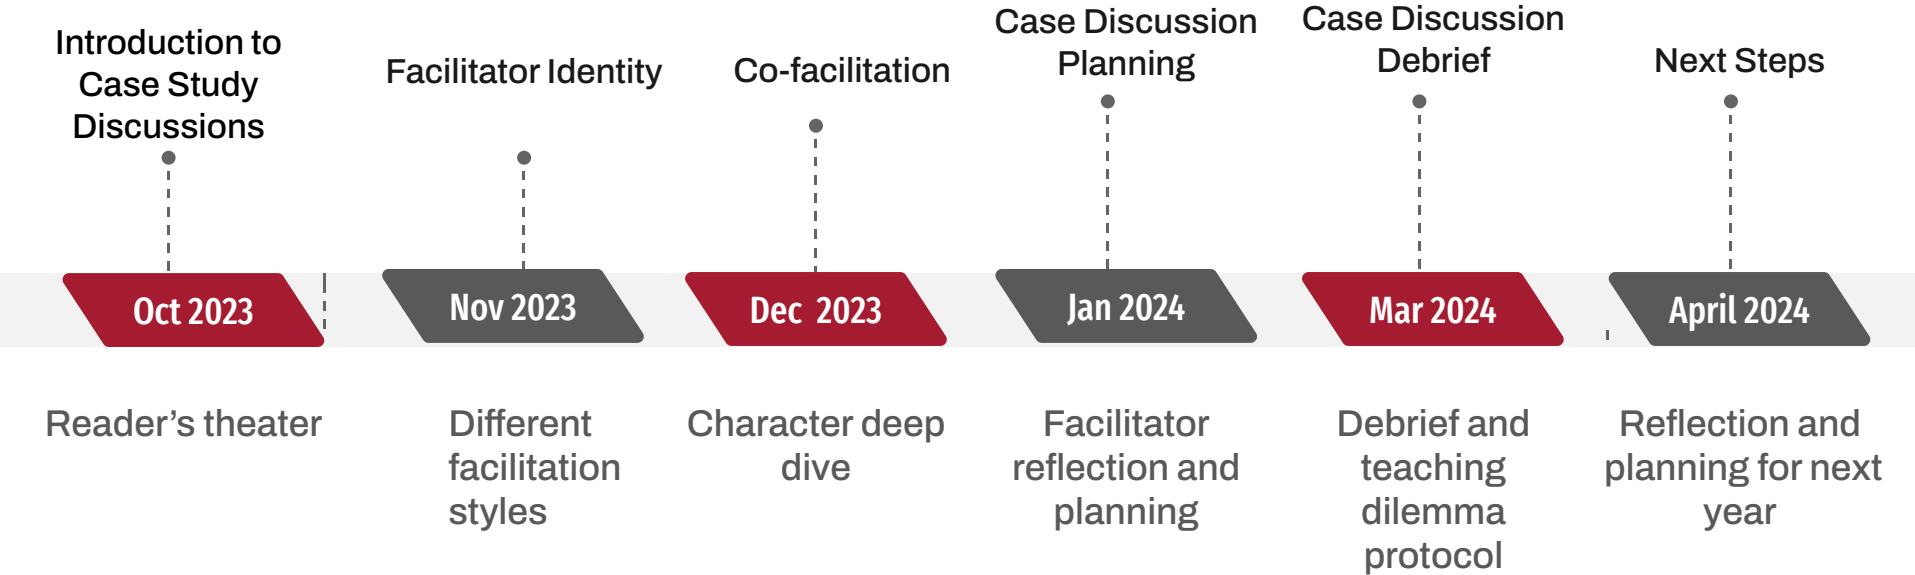 Introduction to
Case Study
Discussions
Facilitator Identity
Co-facilitation
Case Discussion
Planning
Case Discussion
Debrief
Next Steps
Oct 2023
Nov 2023
Dec 2023
Jan 2024
Mar 2024
April 2024
Reader’s theater
Different
facilitation
styles
Character deep
dive
Facilitator
reflection and
planning
Debrief and
teaching
dilemma
protocol
Reflection and
planning for next
year